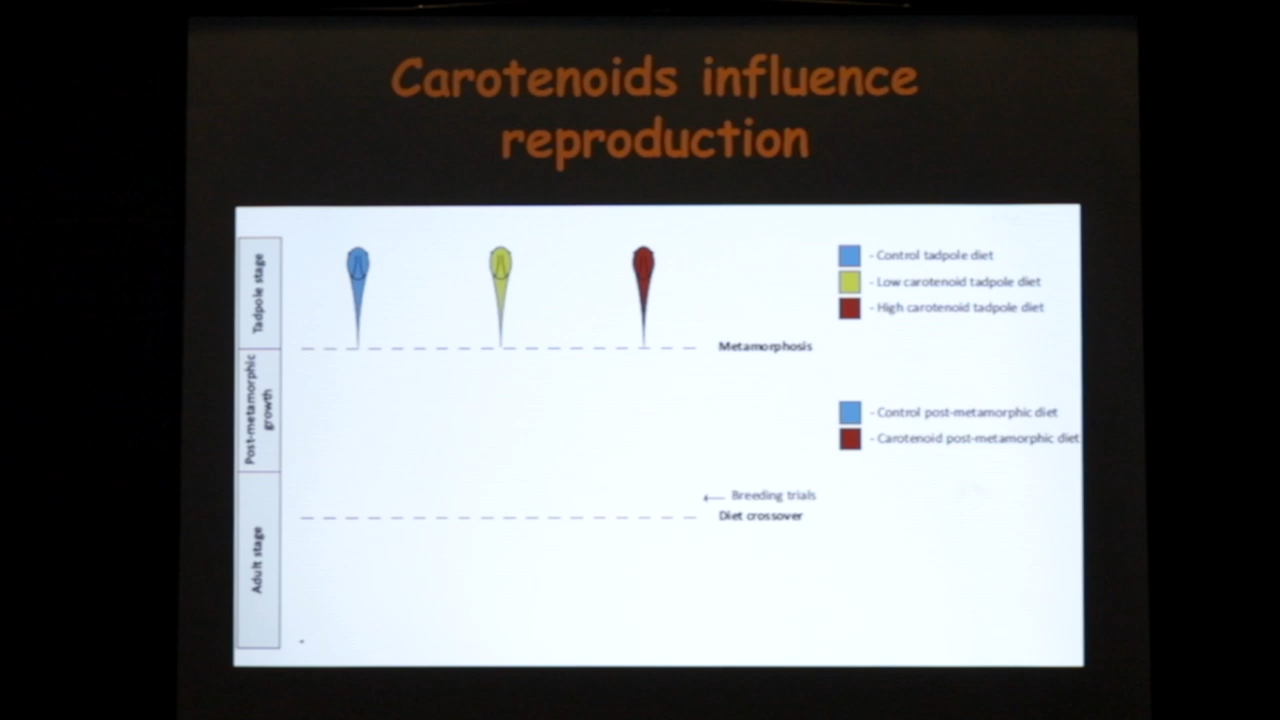 Carotenoids influence
reproduction
Tadpole stage
Post-metamorphic
growth
Adult stage
- Control tadpole diet
- Low carotenoid tadpole diet
- High carotenoid tadpole diet
Metamorphosis
- Control post-metamorphic diet
- Carotenoid post-metamorphic diet
Breeding trials
Diet crossover